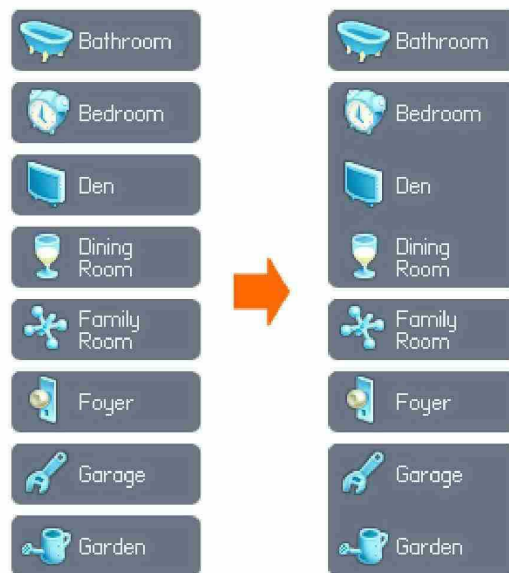 Bathroom
Bedroom
Den
Dining
Room
Family
Room
Foyer
Garage
Garden
Bathroom
Bedroom
Den
Dining
Room
Family
Room
Foyer
Garage
Garden